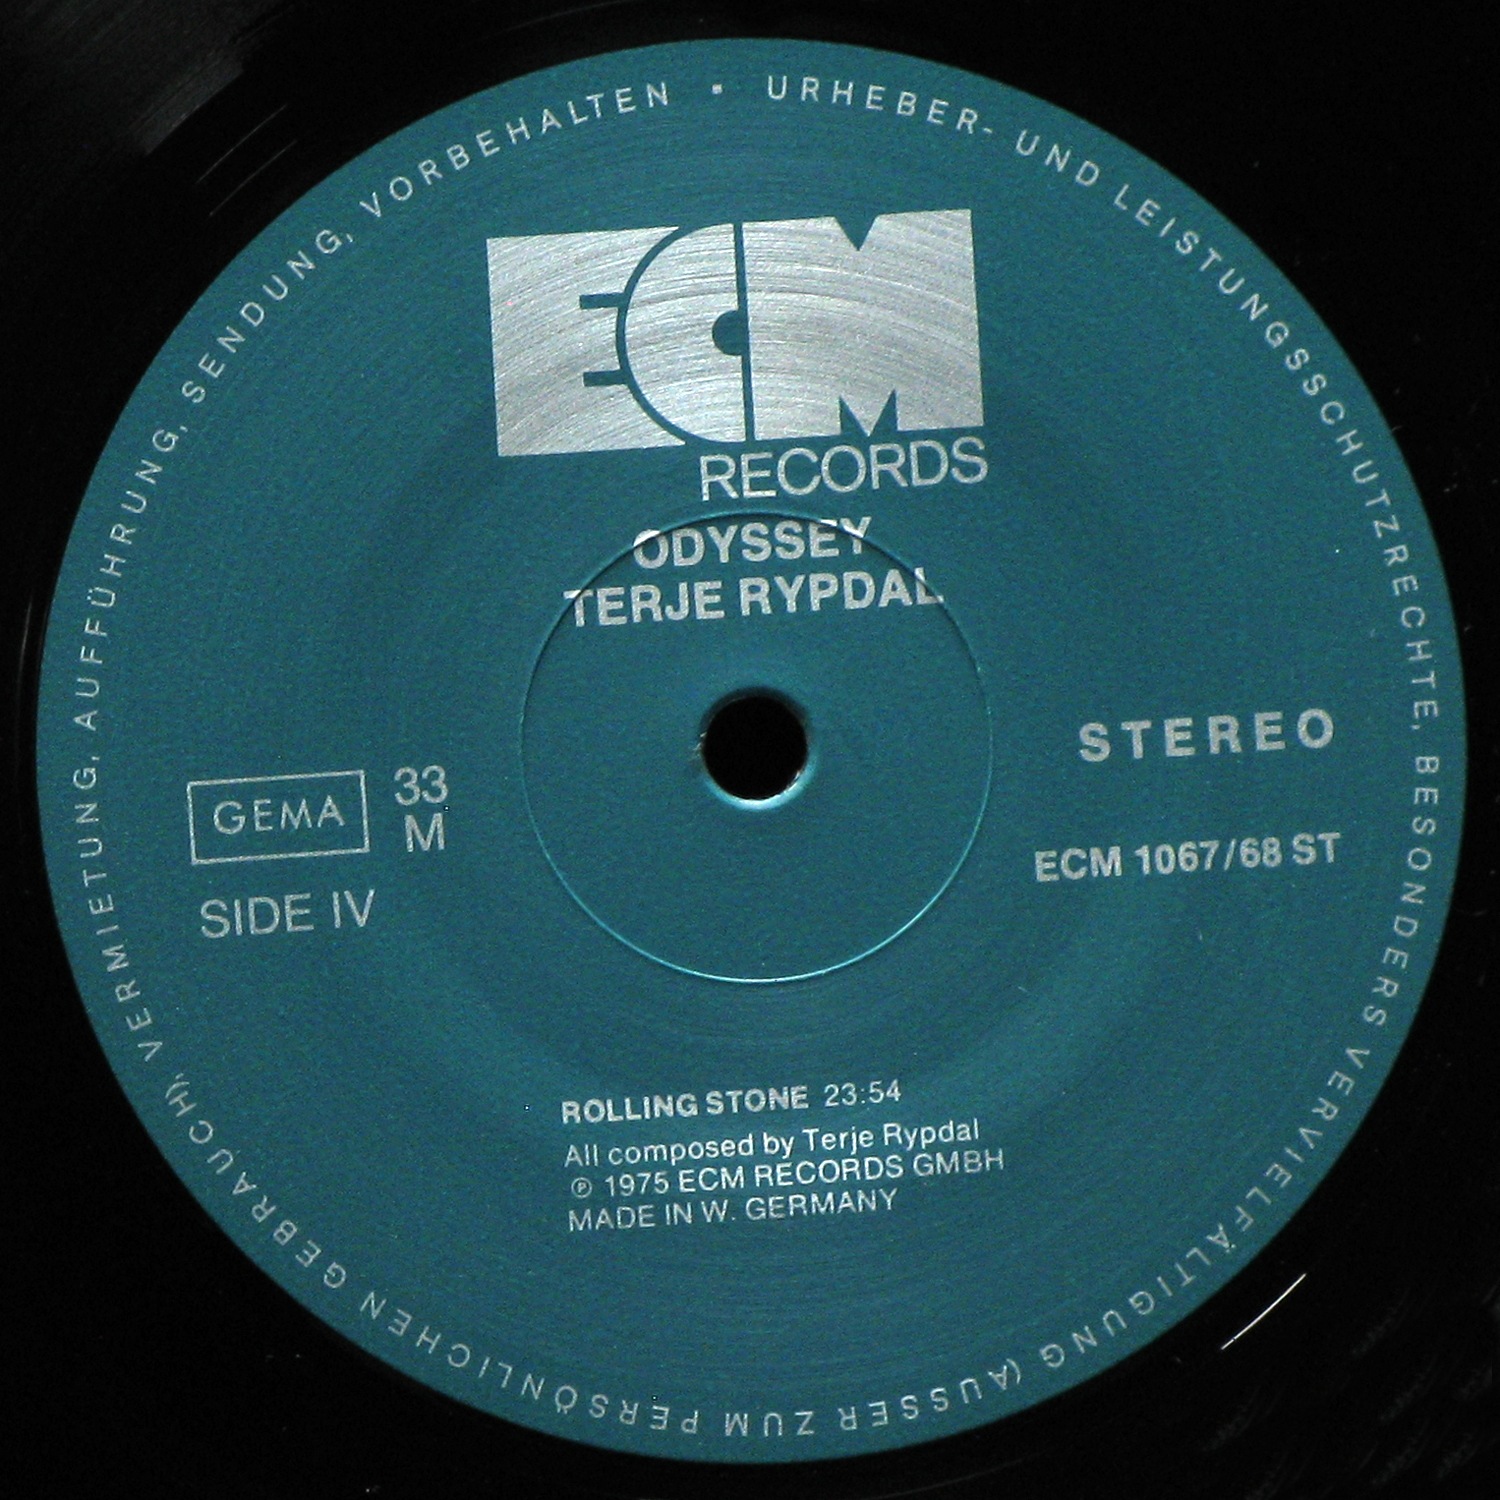 URHEBER- UND LEISTUNGSSCHUTZRECHTE, BESONDERS VERVIELFÄLTIGUNG (AUSSER ZUM PERSÖNLICHEN GEBRAUCH), VERMIETUNG, AUFFÜHRUNG, SENDUNG, VORBEHALTEN •
ECM
RECORDS
ODYSSEY
TERJE RYPDAL
STEREO
GEMA
33
M
ECM 1067/68 ST
SIDE IV
ROLLING STONE 23:54
All composed by Terje Rypdal
℗ 1975 ECM RECORDS GMBH
MADE IN W. GERMANY